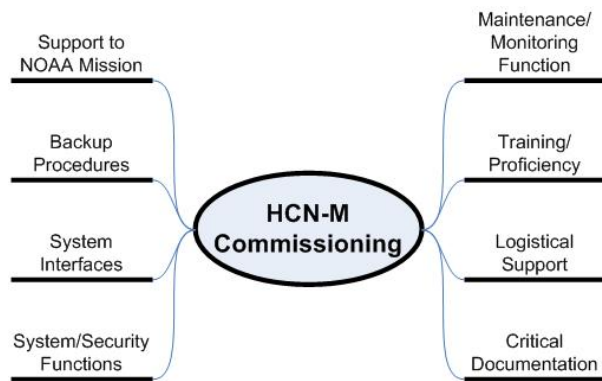 Support to
NOAA Mission
Backup
Procedures
System
Interfaces
System/Security
Functions
HCN-M
Commissioning
Maintenance/
Monitoring
Function
Training/
Proficiency
Logistical
Support
Critical
Documentation